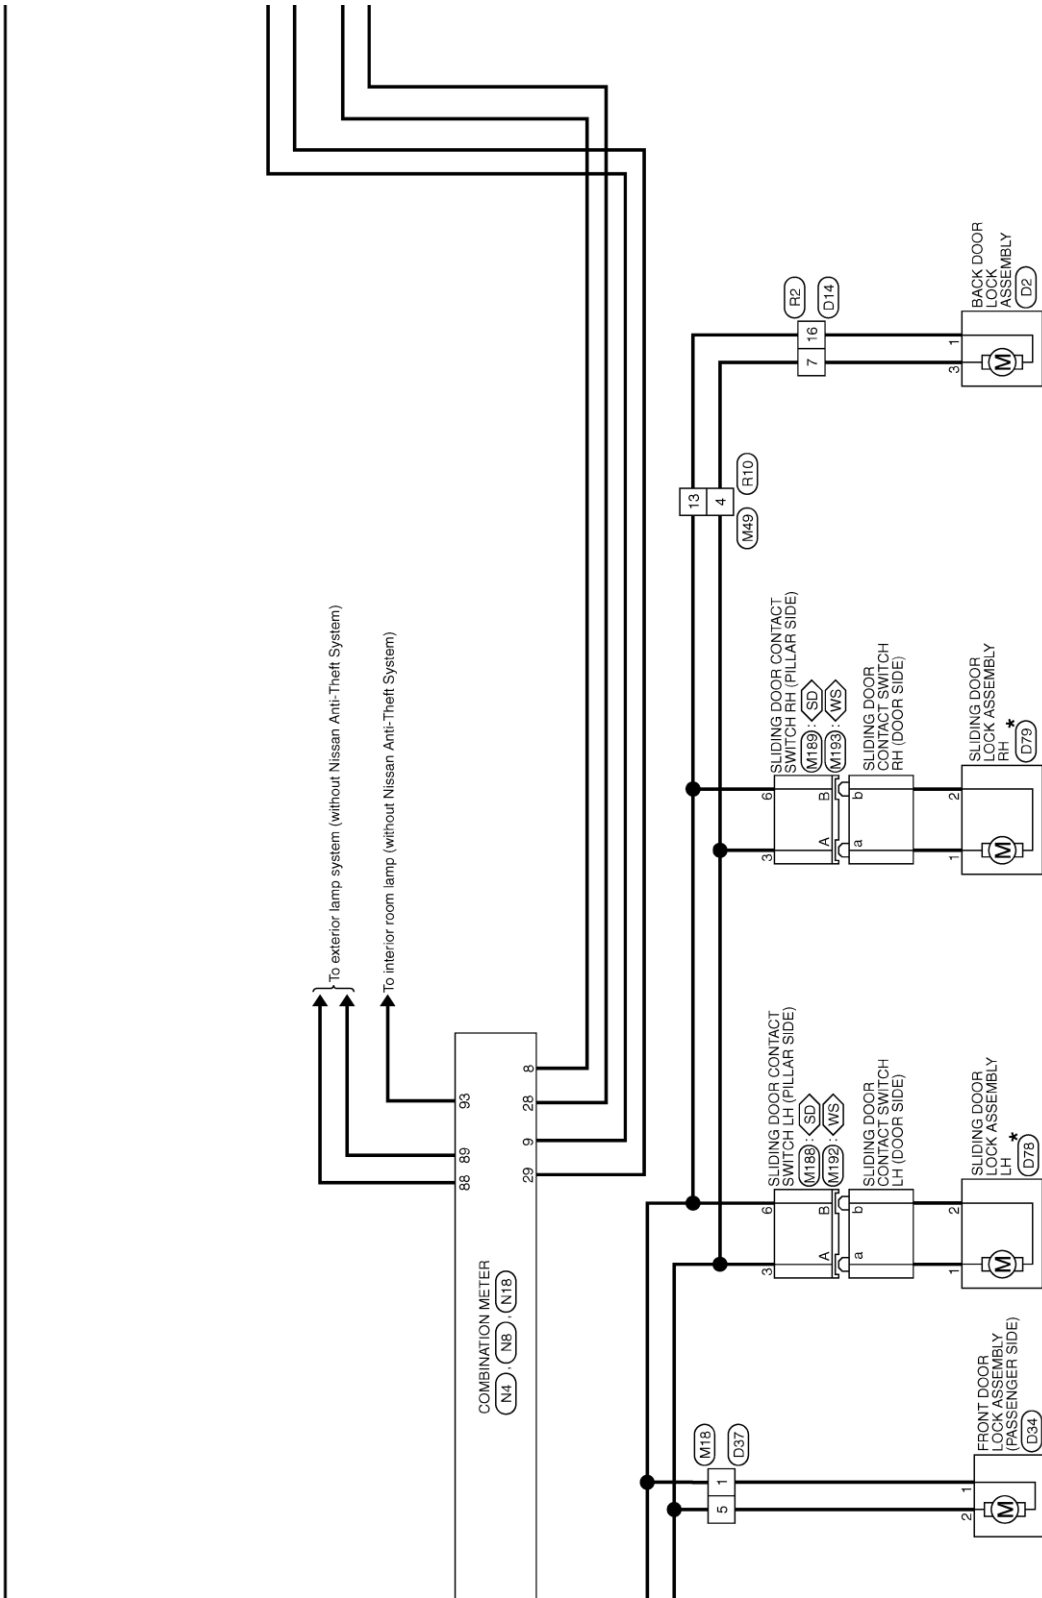 To exterior lamp system (without Nissan Anti-Theft System)
To interior room lamp (without Nissan Anti-Theft System)
88
89
93
COMBINATION METER
N4 , N8 , N18
29
9
28
8
M18
D37
5
1
2
1
FRONT DOOR
LOCK ASSEMBLY
(PASSENGER SIDE)
D34
M
SLIDING DOOR CONTACT
SWITCH LH (PILLAR SIDE)
M188 : SD
M192 : WS
3
6
A
B
a
b
SLIDING DOOR
CONTACT SWITCH
LH (DOOR SIDE)
1
2
SLIDING DOOR
LOCK ASSEMBLY
LH *
D78
M
SLIDING DOOR CONTACT
SWITCH RH (PILLAR SIDE)
M189 : SD
M193 : WS
3
6
A
B
a
b
SLIDING DOOR
CONTACT SWITCH
RH (DOOR SIDE)
1
2
SLIDING DOOR
LOCK ASSEMBLY
RH *
D79
M
13
4
M49
R10
R2
D14
7
16
3
1
BACK DOOR
LOCK
ASSEMBLY
D2
M